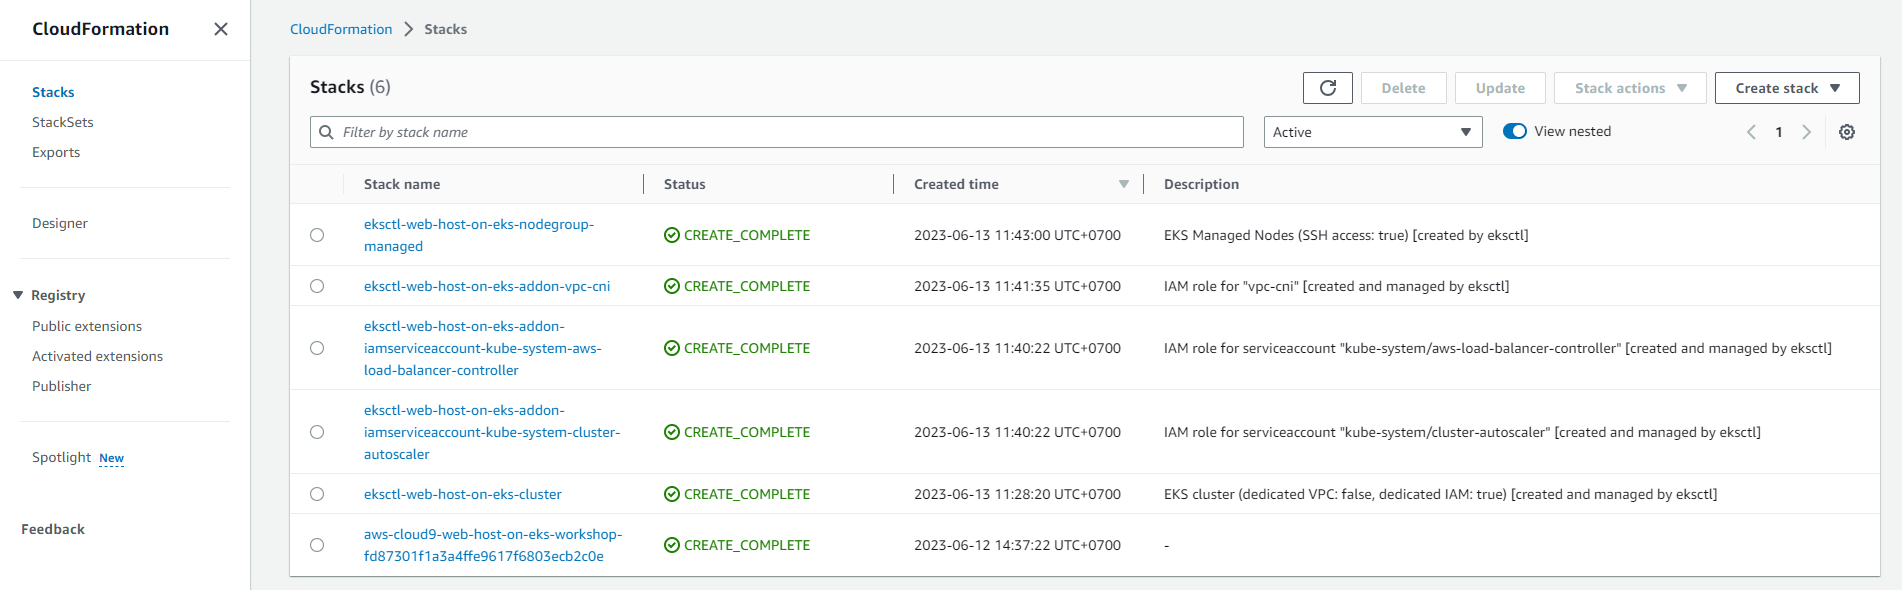 CloudFormation
Stacks
StackSets
Exports
Designer
Registry
Public extensions
Activated extensions
Publisher
Spotlight New
Feedback
CloudFormation Stacks
Stacks (6)
Delete
Update
Stack actions
Create stack
Filter by stack name
Active
View nested
1
Stack name Status Created time Description
eksctl-web-host-on-eks-nodegroup-
managed
CREATE_COMPLETE
2023-06-13 11:43:00 UTC+0700
EKS Managed Nodes (SSH access: true) [created by eksctl]
eksctl-web-host-on-eks-addon-vpc-cni
CREATE_COMPLETE
2023-06-13 11:41:35 UTC+0700
IAM role for "vpc-cni" [created and managed by eksctl]
eksctl-web-host-on-eks-addon-
iamserviceaccount-kube-system-aws-
load-balancer-controller
CREATE_COMPLETE
2023-06-13 11:40:22 UTC+0700
IAM role for serviceaccount "kube-system/aws-load-balancer-controller" [created and managed by eksctl]
eksctl-web-host-on-eks-addon-
iamserviceaccount-kube-system-cluster-
autoscaler
CREATE_COMPLETE
2023-06-13 11:40:22 UTC+0700
IAM role for serviceaccount "kube-system/cluster-autoscaler" [created and managed by eksctl]
eksctl-web-host-on-eks-cluster
CREATE_COMPLETE
2023-06-13 11:28:20 UTC+0700
EKS cluster (dedicated VPC: false, dedicated IAM: true) [created and managed by eksctl]
aws-cloud9-web-host-on-eks-workshop-
fd87301f1a3a4ffe9617f6803ecb2c0e
CREATE_COMPLETE
2023-06-12 14:37:22 UTC+0700
-